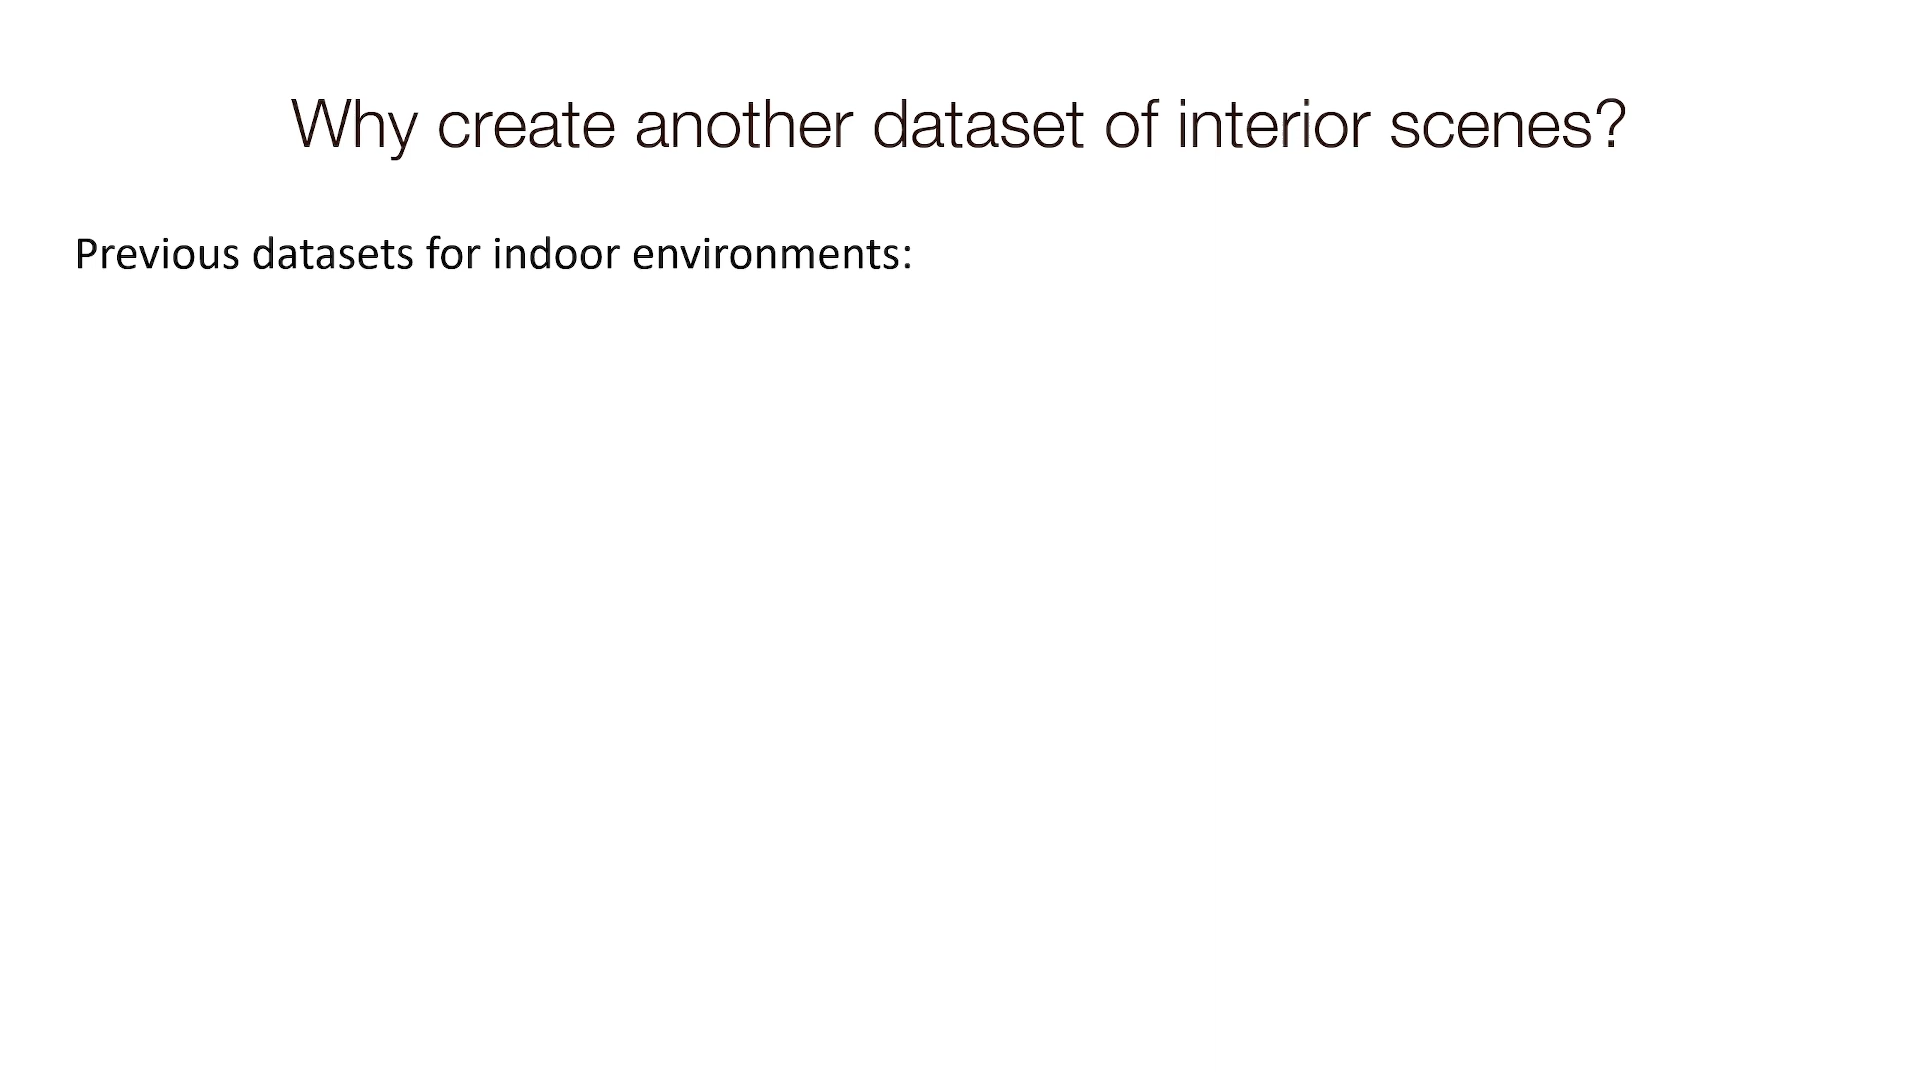 Why create another dataset of interior scenes?
Previous datasets for indoor environments: